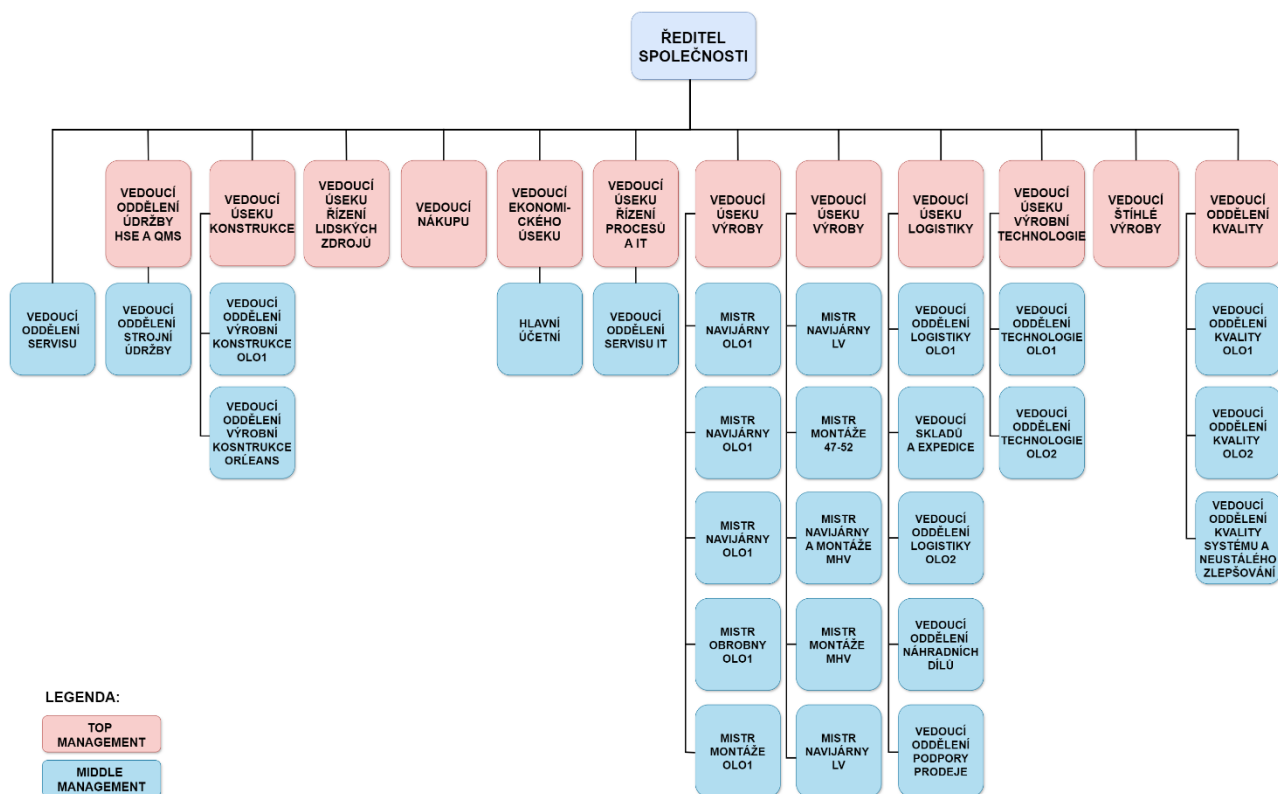 ŘEDITEL
SPOLEČNOSTI
VEDOUCÍ
ODDĚLENÍ
ÚDRŽBY
HSE A QMS
VEDOUCÍ
ÚSEKU
KONSTRUKCE
VEDOUCÍ
ÚSEKU
ŘÍZENÍ
LIDSKÝCH
ZDROJŮ
VEDOUCÍ
NÁKUPU
VEDOUCÍ
EKONOMI-
CKÉHO
ÚSEKU
VEDOUCÍ
ÚSEKU
ŘÍZENÍ
PROCESŮ
A IT
VEDOUCÍ
ÚSEKU
VÝROBY
VEDOUCÍ
ÚSEKU
VÝROBY
VEDOUCÍ
ÚSEKU
LOGISTIKY
VEDOUCÍ
ÚSEKU
VÝROBNÍ
TECHNOLOGIE
VEDOUCÍ
ŠTÍHLÉ
VÝROBY
VEDOUCÍ
ODDĚLENÍ
KVALITY
VEDOUCÍ
ODDĚLENÍ
SERVISU
VEDOUCÍ
ODDĚLENÍ
STROJNÍ
ÚDRŽBY
VEDOUCÍ
ODDĚLENÍ
VÝROBNÍ
KONSTRUKCE
OLO1
HLAVNÍ
ÚČETNÍ
VEDOUCÍ
ODDĚLENÍ
SERVISU IT
MISTR
NAVIJÁRNY
OLO1
MISTR
NAVIJÁRNY
LV
VEDOUCÍ
ODDĚLENÍ
LOGISTIKY
OLO1
VEDOUCÍ
ODDĚLENÍ
TECHNOLOGIE
OLO1
VEDOUCÍ
ODDĚLENÍ
KVALITY
OLO1
VEDOUCÍ
ODDĚLENÍ
VÝROBNÍ
KOSNTRUKCE
ORLÉANS
MISTR
NAVIJÁRNY
OLO1
MISTR
MONTÁŽE
47-52
VEDOUCÍ
SKLADŮ
A EXPEDICE
VEDOUCÍ
ODDĚLENÍ
TECHNOLOGIE
OLO2
VEDOUCÍ
ODDĚLENÍ
KVALITY
OLO2
MISTR
NAVIJÁRNY
OLO1
MISTR
NAVIJÁRNY
A MONTÁŽE
MHV
VEDOUCÍ
ODDĚLENÍ
LOGISTIKY
OLO2
VEDOUCÍ
ODDĚLENÍ
KVALITY
SYSTÉMU A
NEUSTÁLÉHO
ZLEPŠOVÁNÍ
MISTR
OBROBNY
OLO1
MISTR
MONTÁŽE
MHV
VEDOUCÍ
ODDĚLENÍ
NÁHRADNÍCH
DÍLŮ
MISTR
MONTÁŽE
OLO1
MISTR
NAVIJÁRNY
LV
VEDOUCÍ
ODDĚLENÍ
PODPORY
PRODEJE
LEGENDA:
TOP
MANAGEMENT
MIDDLE
MANAGEMENT